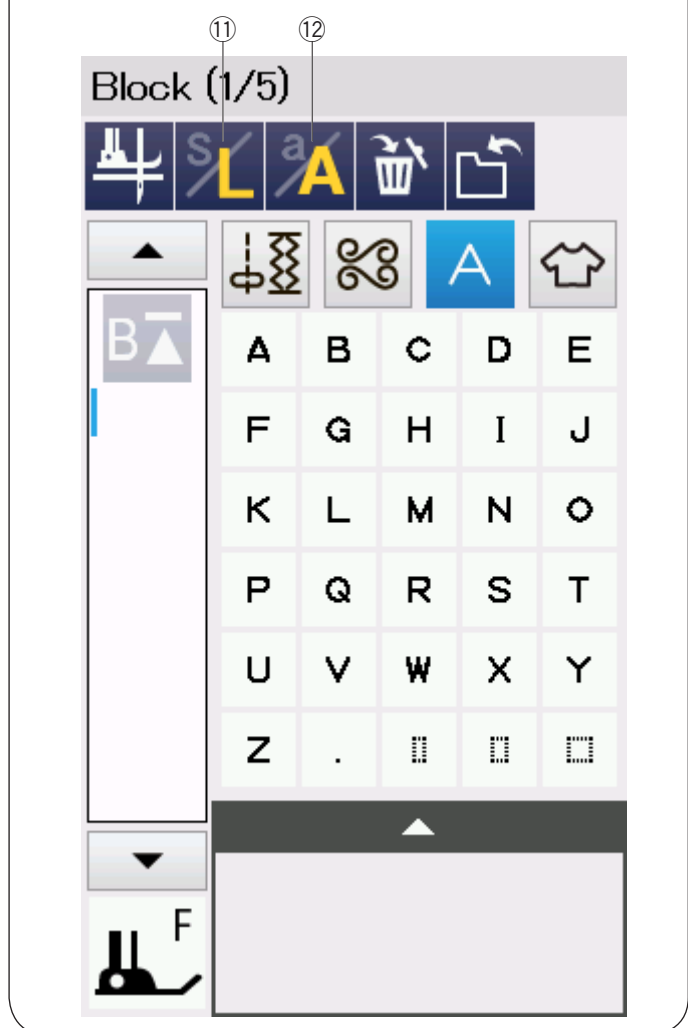 ⑪ ⑫
Block (1/5)
S/L a/A
A
B
A B C D E
F G H I J
K L M N O
P Q R S T
U V W X Y
Z .
F